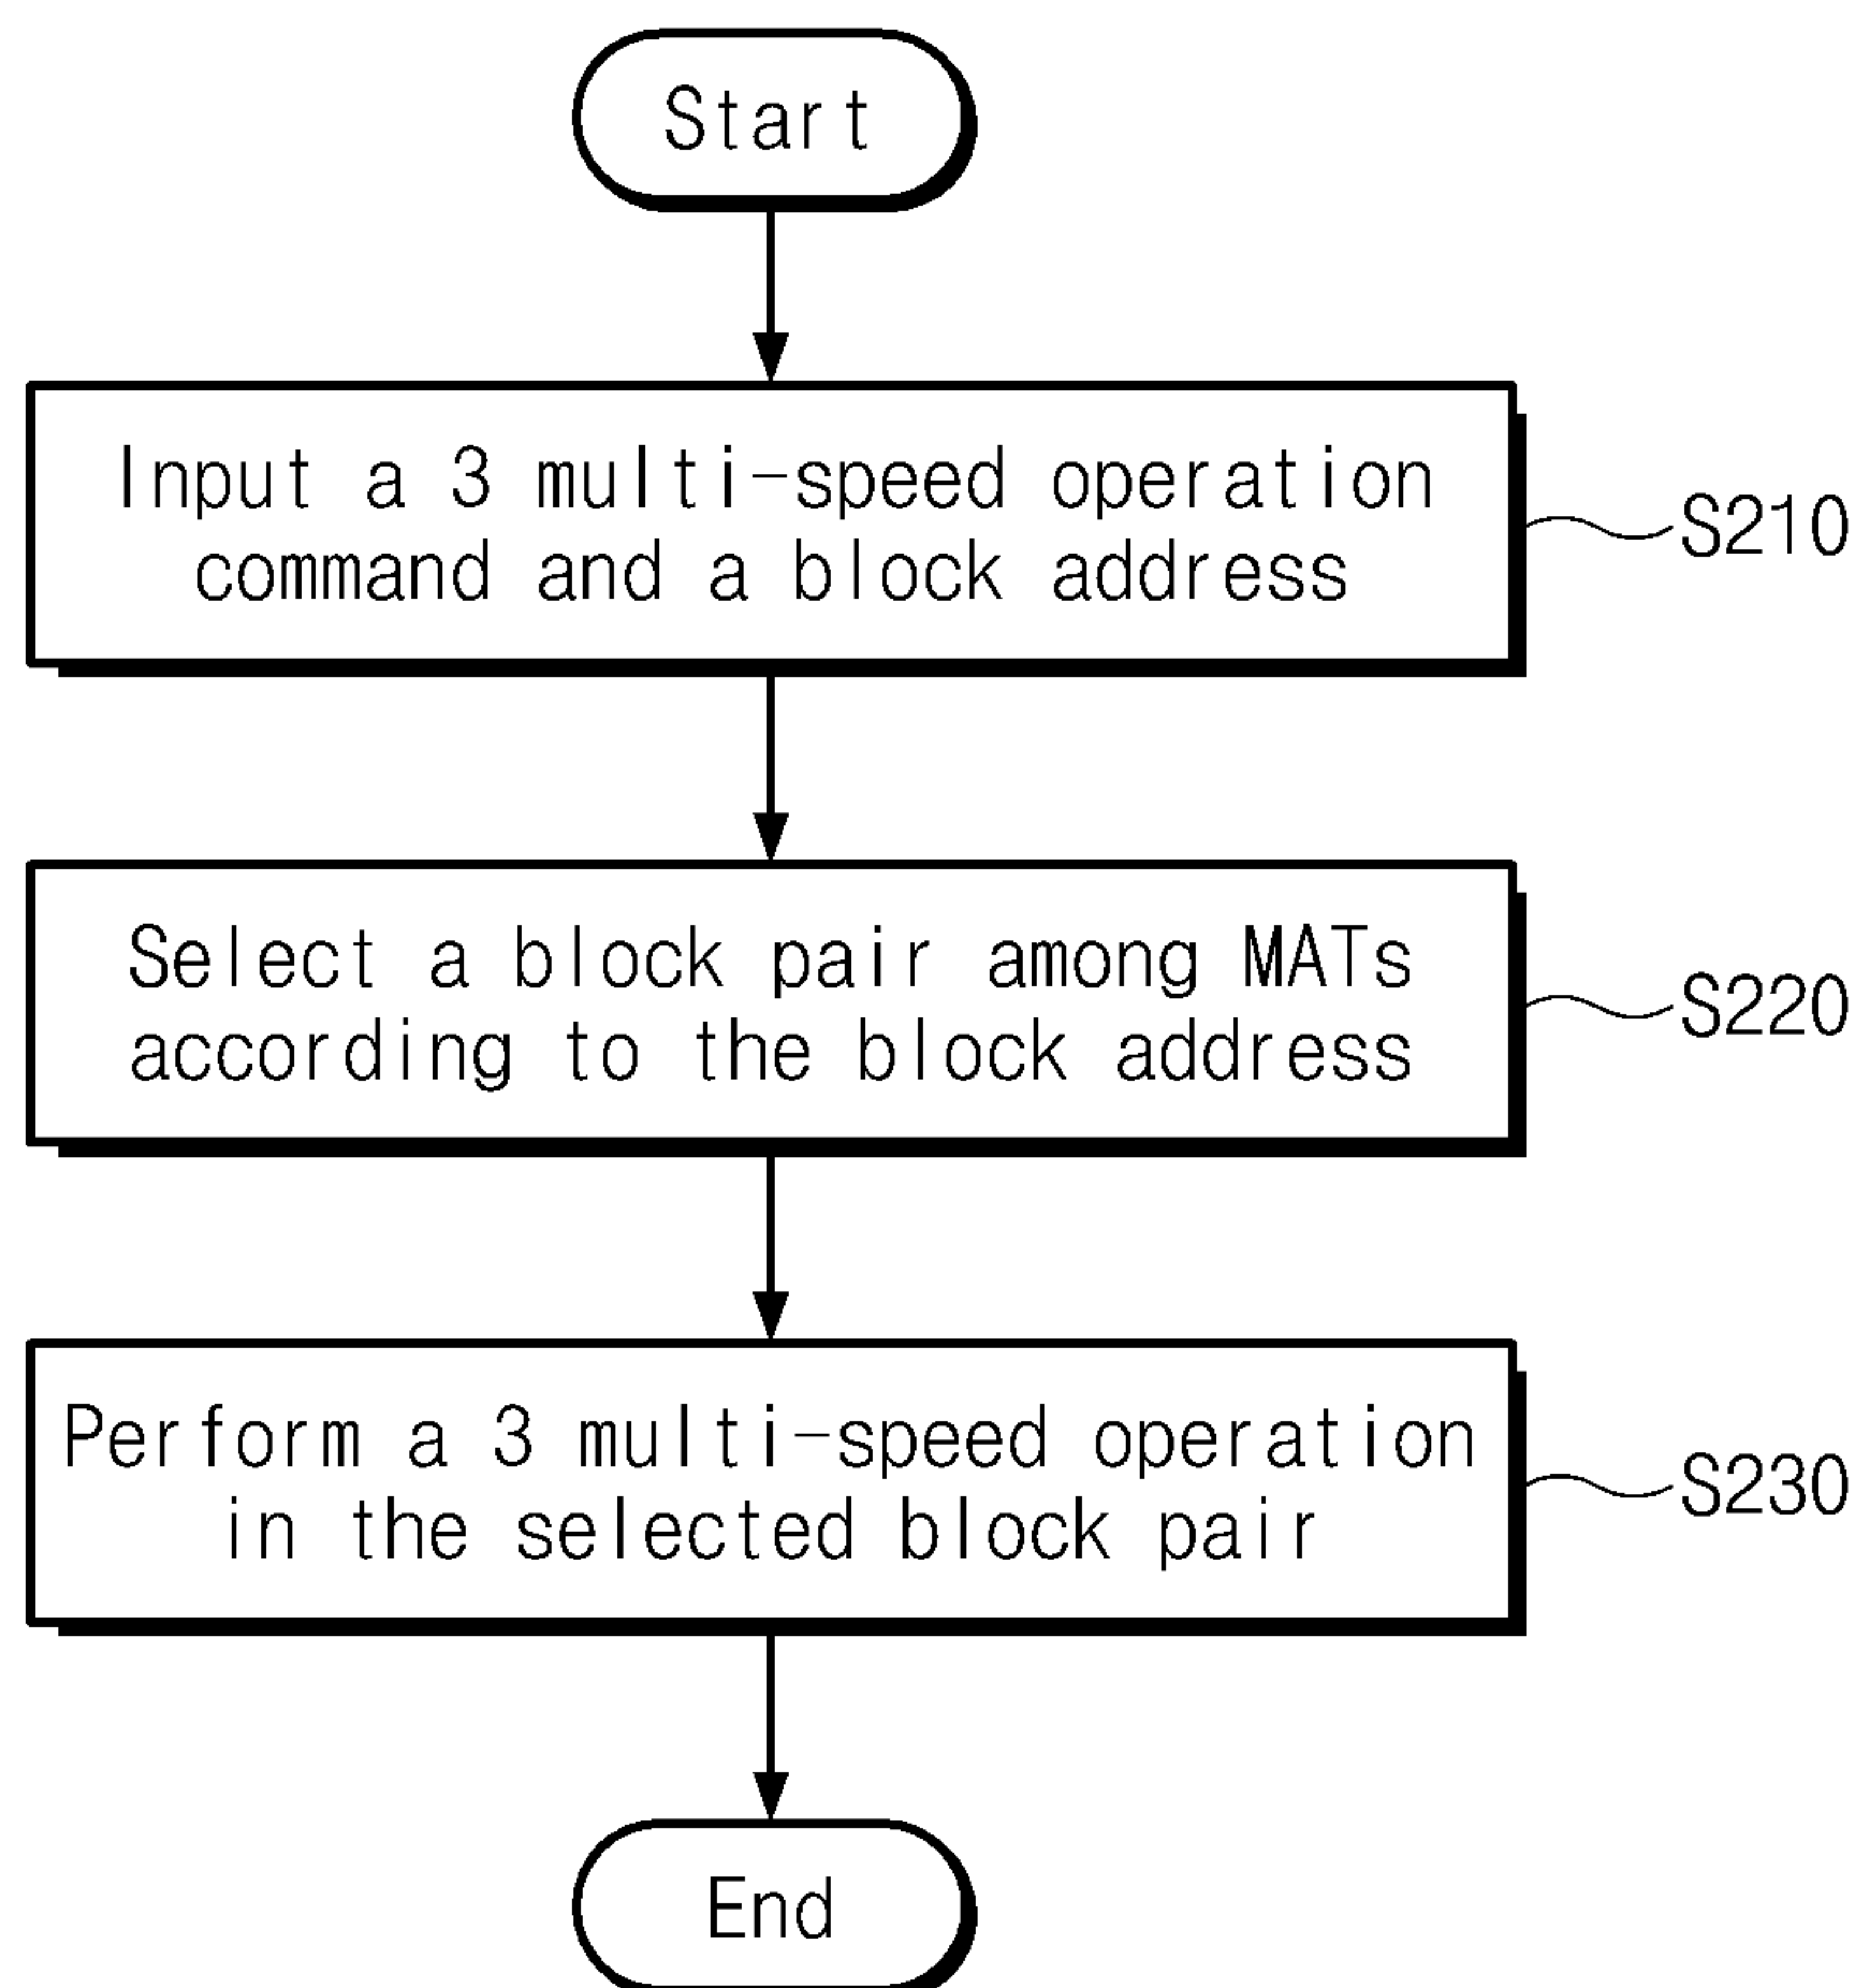 Start
Input a 3 multi-speed operation
command and a block address
S210
Select a block pair among MATs
according to the block address
S220
Perform a 3 multi-speed operation
in the selected block pair
S230
End